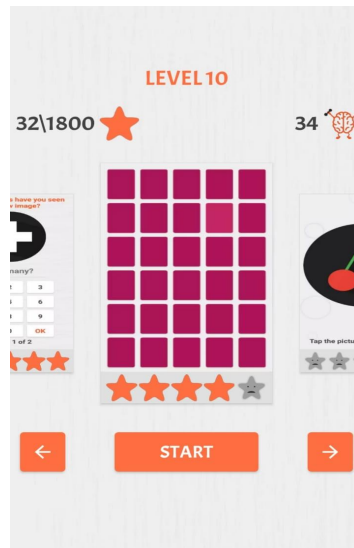 LEVEL 10
32\1800
34
s have you seen
image?
many?
3
6
9
OK
1 of 2
Tap the pictu
START